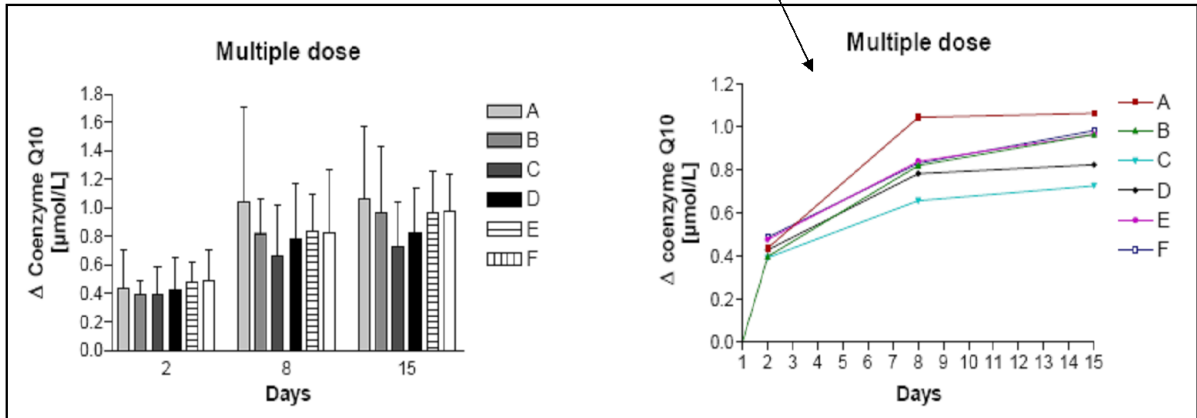 Multiple dose
Δ Coenzyme Q10
[µmol/L]
1.8
1.6
1.4
1.2
1.0
0.8
0.6
0.4
0.2
0.0
2
8
15
Days
A
B
C
D
E
F
Multiple dose
Δ coenzyme Q10
[µmol/L]
1.2
1.0
0.8
0.6
0.4
0.2
0.0
1 2 3 4 5 6 7 8 9 10 11 12 13 14 15
Days
A
B
C
D
E
F